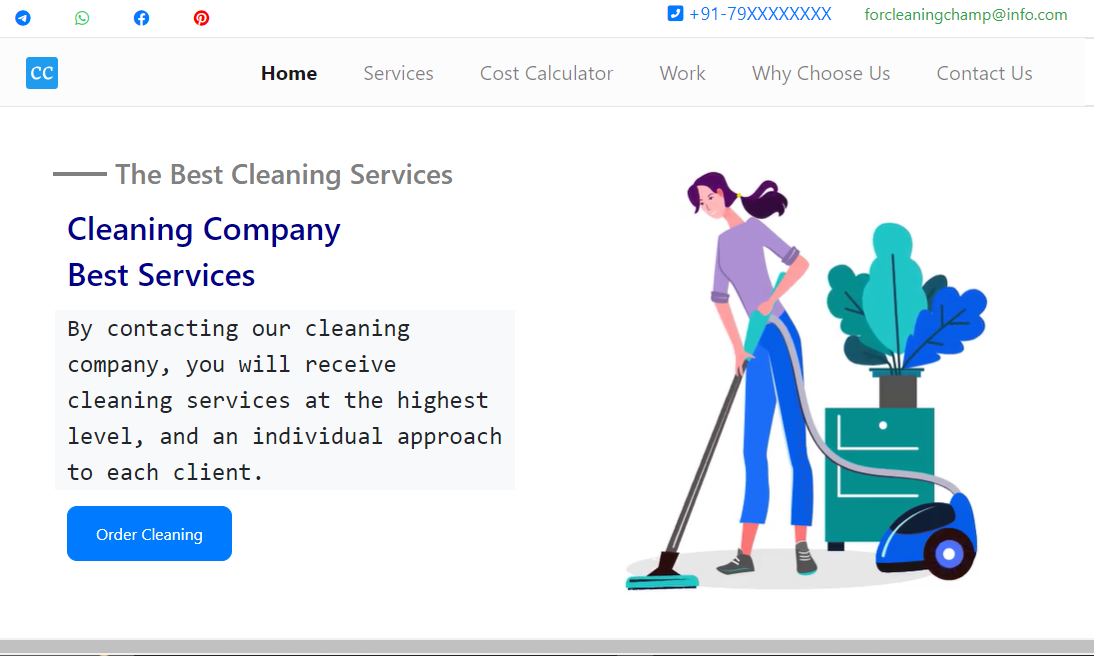 +91-79XXXXXXXX forcleaningchamp@info.com
CC Home Services Cost Calculator Work Why Choose Us Contact Us
The Best Cleaning Services
Cleaning Company
Best Services
By contacting our cleaning
company, you will receive
cleaning services at the highest
level, and an individual approach
to each client.
Order Cleaning